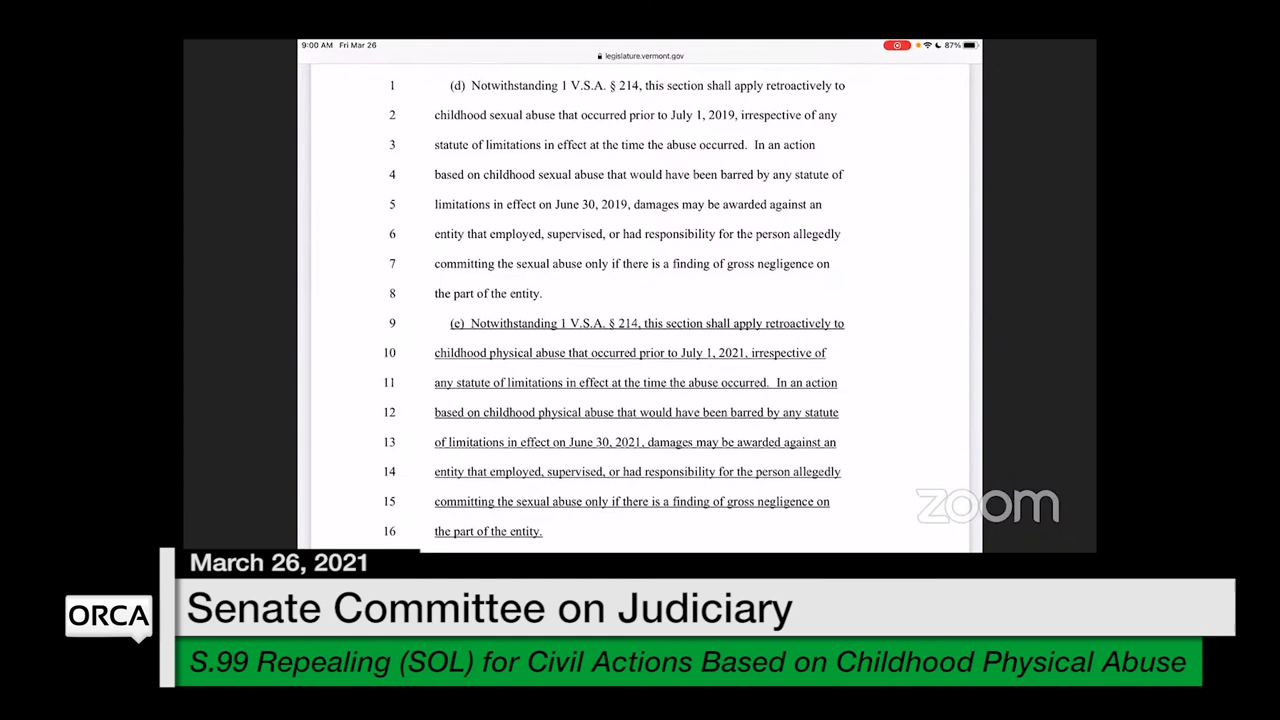 9:00 AM Fri Mar 26
87%
legislature.vermont.gov
1 (d) Notwithstanding 1 V.S.A. § 214, this section shall apply retroactively to
2 childhood sexual abuse that occurred prior to July 1, 2019, irrespective of any
3 statute of limitations in effect at the time the abuse occurred. In an action
4 based on childhood sexual abuse that would have been barred by any statute of
5 limitations in effect on June 30, 2019, damages may be awarded against an
6 entity that employed, supervised, or had responsibility for the person allegedly
7 committing the sexual abuse only if there is a finding of gross negligence on
8 the part of the entity.
9 (e) Notwithstanding 1 V.S.A. § 214, this section shall apply retroactively to
10 childhood physical abuse that occurred prior to July 1, 2021, irrespective of
11 any statute of limitations in effect at the time the abuse occurred. In an action
12 based on childhood physical abuse that would have been barred by any statute
13 of limitations in effect on June 30, 2021, damages may be awarded against an
14 entity that employed, supervised, or had responsibility for the person allegedly
15 committing the sexual abuse only if there is a finding of gross negligence on
16 the part of the entity.
zoom
March 26, 2021
ORCA
Senate Committee on Judiciary
S.99 Repealing (SOL) for Civil Actions Based on Childhood Physical Abuse